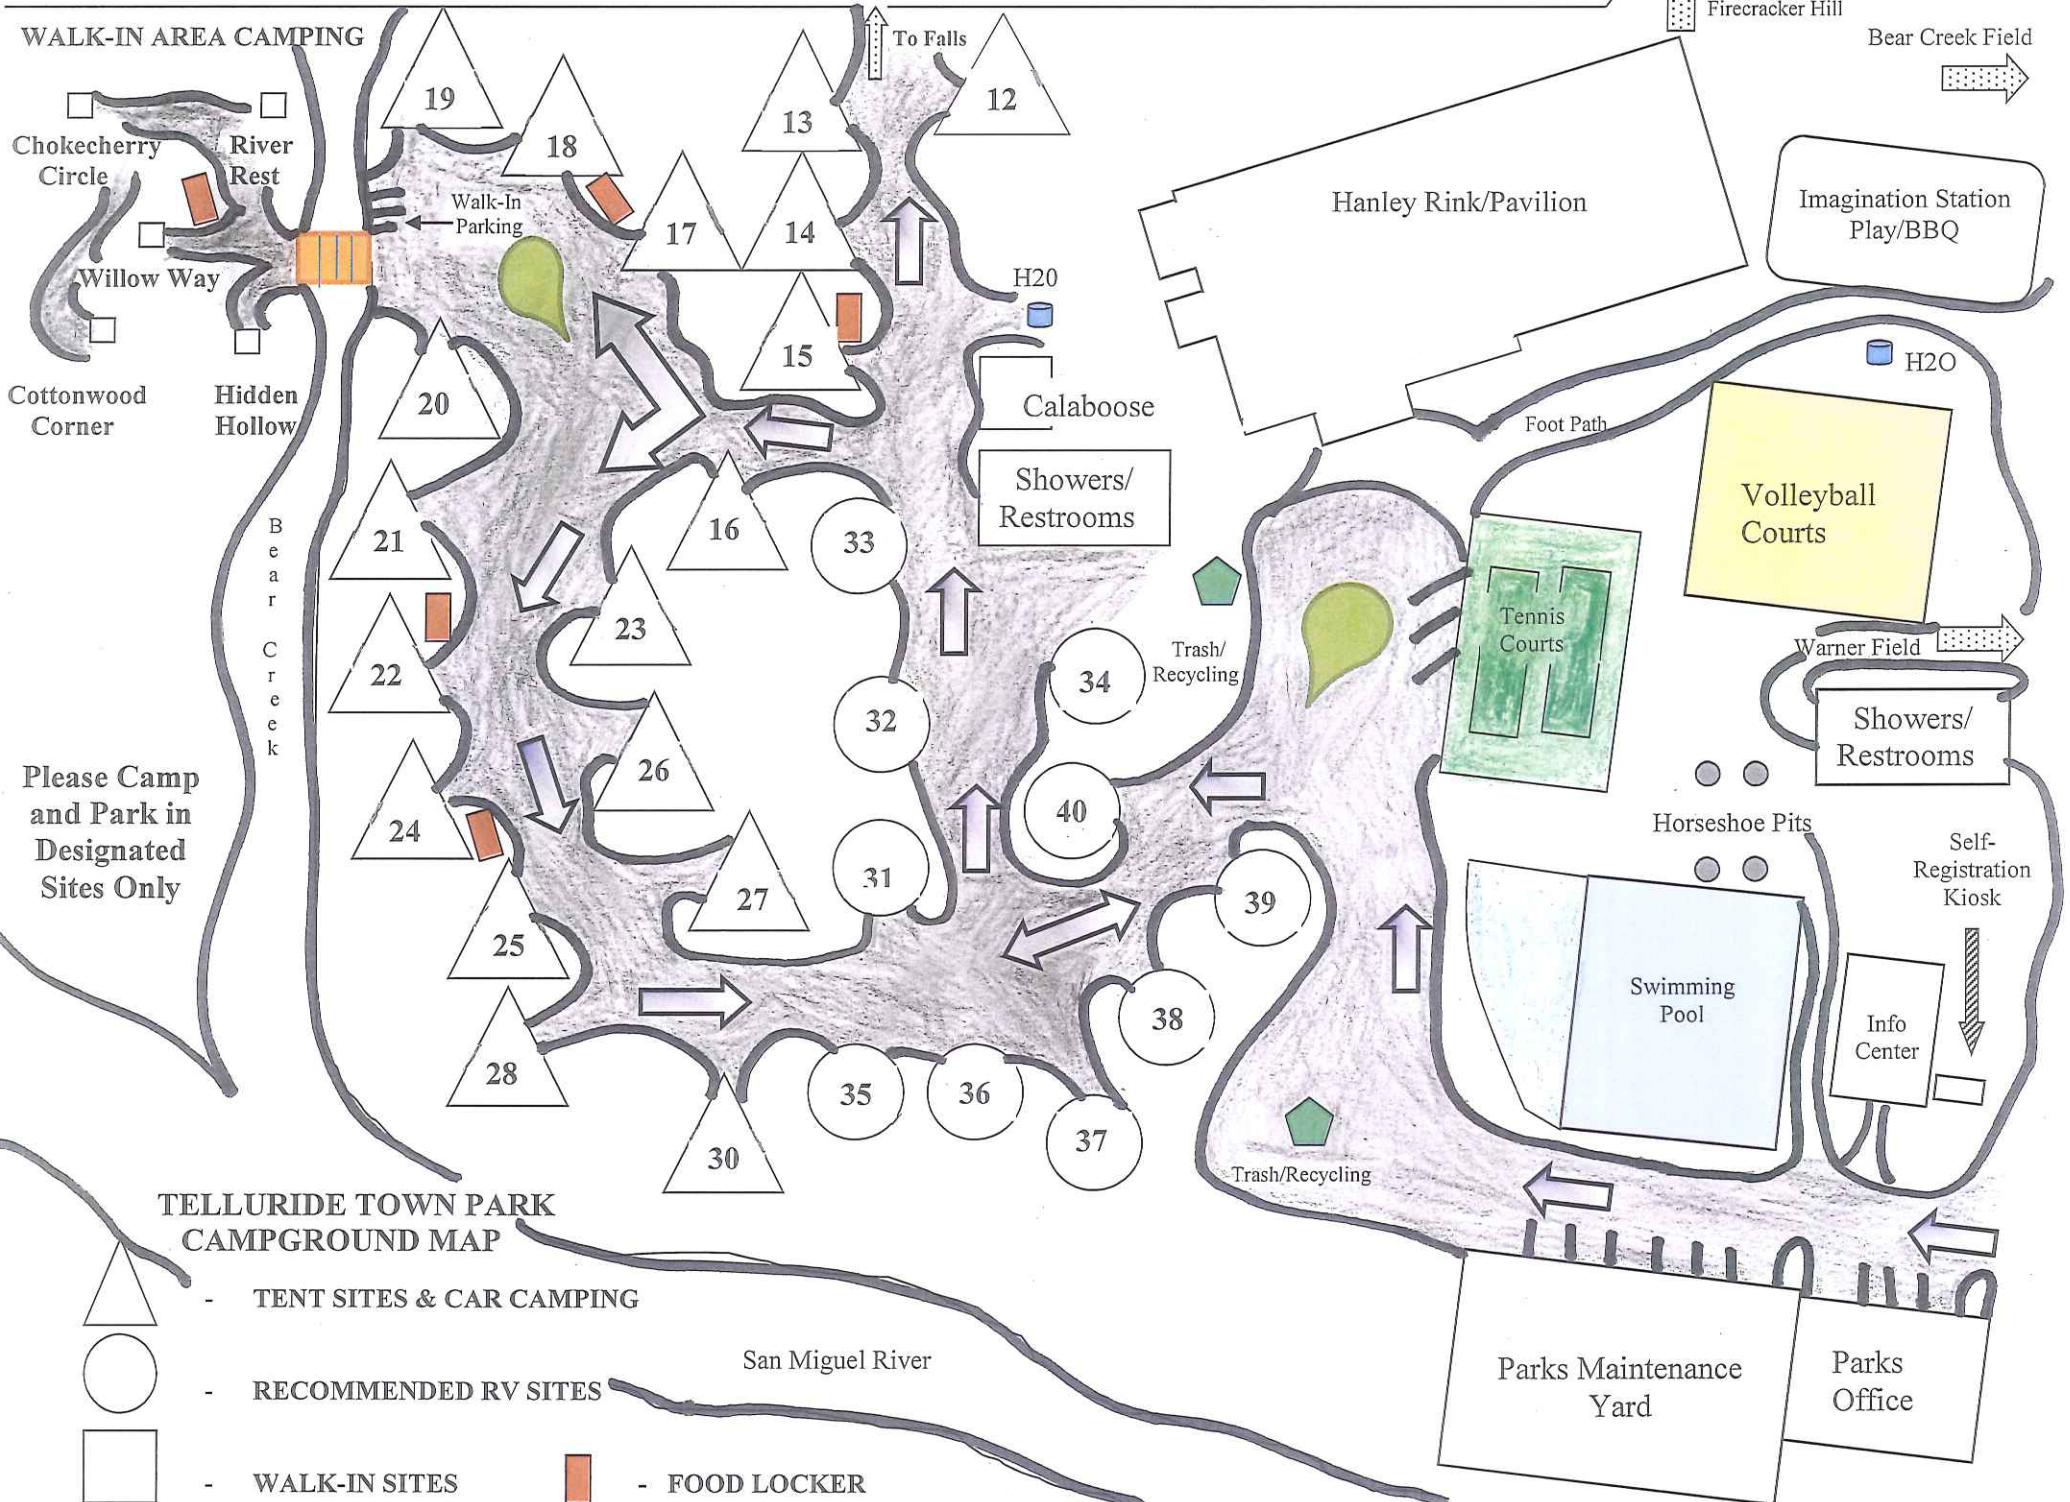 Firecracker Hill
WALK-IN AREA CAMPING
To Falls
Bear Creek Field
19
18
13
12
Chokecherry
Circle
River
Rest
Walk-In
Parking
17
14
Hanley Rink/Pavilion
Imagination Station
Play/BBQ
Willow Way
H20
15
H2O
Cottonwood
Corner
Hidden
Hollow
20
Calaboose
Foot Path
Showers/
Restrooms
Volleyball
Courts
21
16
33
Bear Creek
23
Tennis
Courts
22
34
Trash/
Recycling
Warner Field
32
Showers/
Restrooms
26
Please Camp
and Park in
Designated
Sites Only
24
40
Horseshoe Pits
Self-
Registration
Kiosk
31
27
39
25
38
Swimming
Pool
Info
Center
28
35
36
37
30
Trash/Recycling
TELLURIDE TOWN PARK
CAMPGROUND MAP
- TENT SITES & CAR CAMPING
San Miguel River
- RECOMMENDED RV SITES
Parks Maintenance
Yard
Parks
Office
- WALK-IN SITES
- FOOD LOCKER